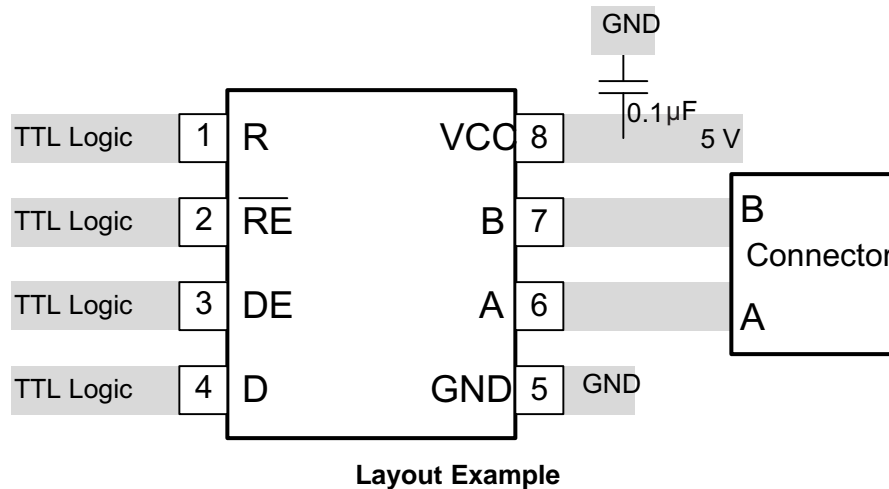 GND
0.1µF
5 V
TTL Logic 1 R VCC 8
TTL Logic 2 R̅E̅ B 7 B
Connector
TTL Logic 3 DE A 6 A
TTL Logic 4 D GND 5 GND
Layout Example